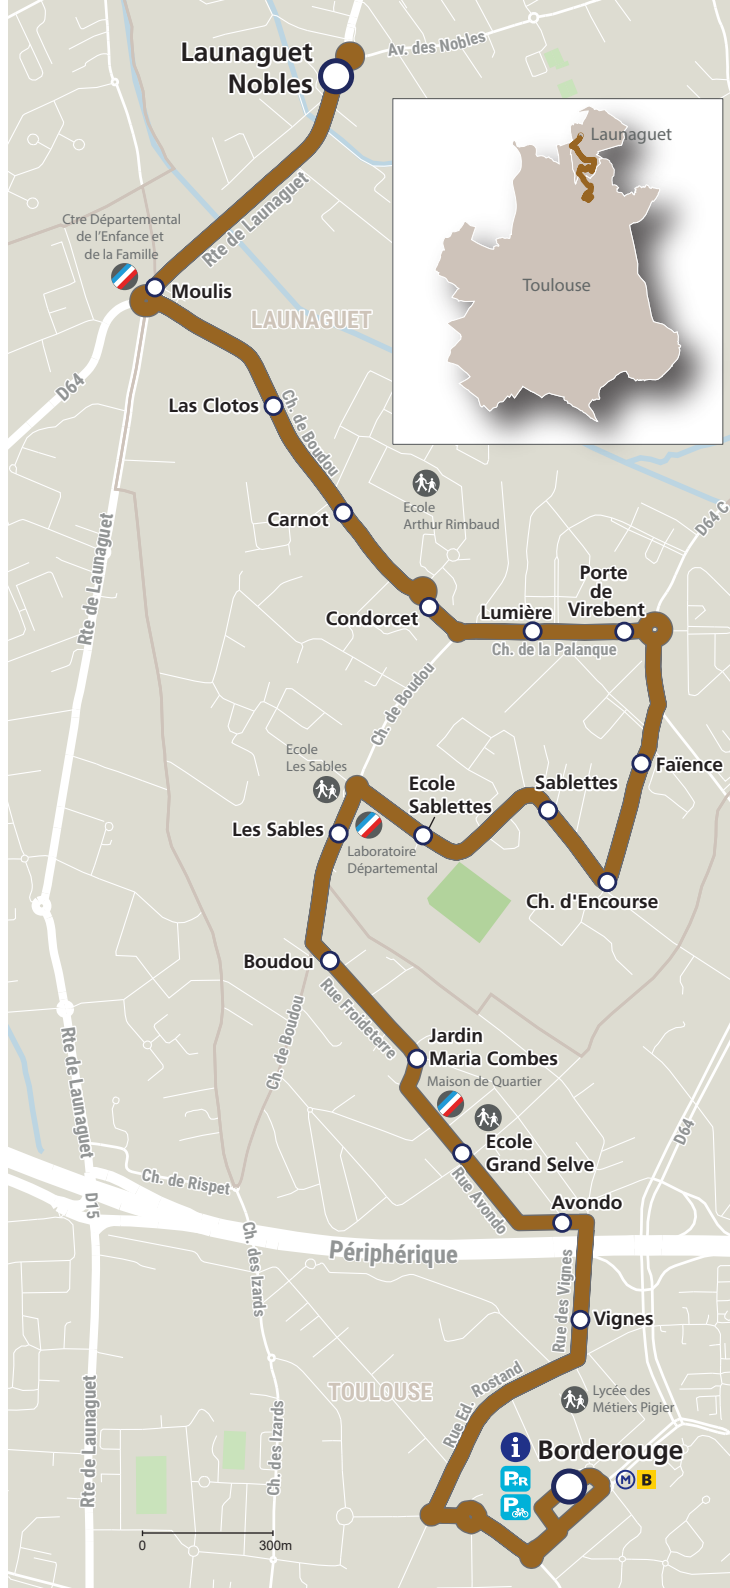 Launaguet
Nobles
Av. des Nobles
Launaguet
Toulouse
Rte de Launaguet
Ctre Départemental
de l'Enfance et
de la Famille
Moulis
LAUNAGUET
D64
Las Clotos
Ch. de Boudou
Carnot
Ecole
Arthur Rimbaud
D64 C
Rte de Launaguet
Condorcet
Lumière
Porte
de
Virebent
Ch. de la Palanque
Ch. de Boudou
Faïence
Ecole
Les Sables
Ecole
Sablettes
Sablettes
Les Sables
Laboratoire
Départemental
Ch. d'Encourse
Boudou
Rue Froideterre
Ch. de Boudou
Rte de Launaguet
Jardin
Maria Combes
Maison de Quartier
Ecole
Grand Selve
D64
Rue Avondo
Ch. de Rispet
D15
Avondo
Ch. des Izards
Périphérique
Rue des Vignes
Vignes
TOULOUSE
Rue Ed. Rostand
Lycée des
Métiers Pigier
Rte de Launaguet
Ch. des Izards
i
Borderouge
P+R
M B
P
0 300m